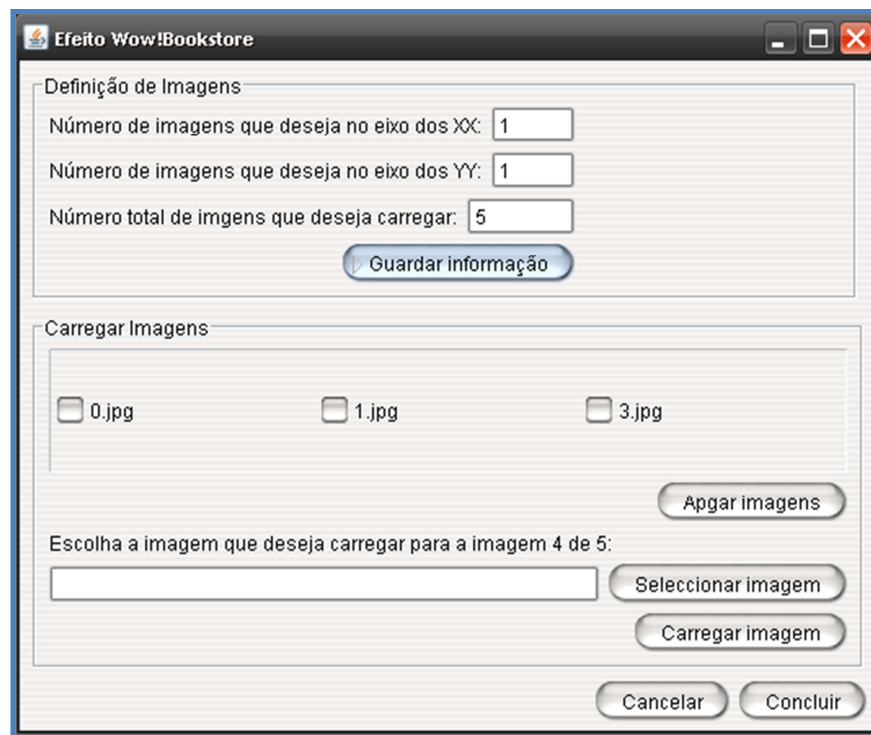 Efeito Wow!Bookstore
Definição de Imagens
Número de imagens que deseja no eixo dos XX: 1
Número de imagens que deseja no eixo dos YY: 1
Número total de imgens que deseja carregar: 5
Guardar informação
Carregar Imagens
0.jpg 1.jpg 3.jpg
Apgar imagens
Escolha a imagem que deseja carregar para a imagem 4 de 5:
Seleccionar imagem
Carregar imagem
Cancelar Concluir